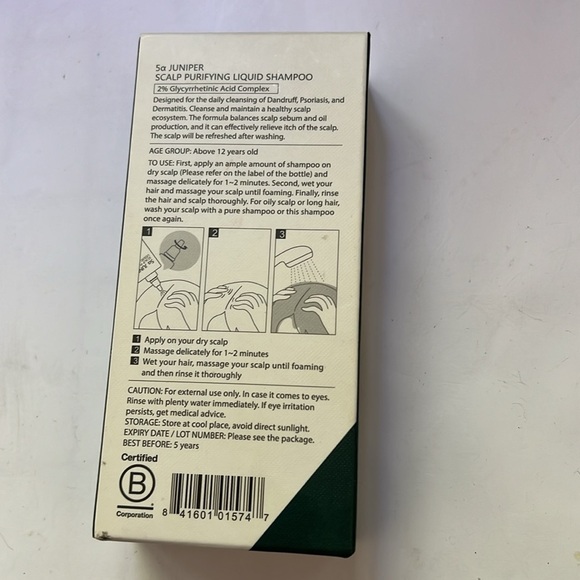 5α JUNIPER
SCALP PURIFYING LIQUID SHAMPOO
2% Glycyrrhetinic Acid Complex
Designed for the daily cleansing of Dandruff, Psoriasis, and
Dermatitis. Cleanse and maintain a healthy scalp
ecosystem. The formula balances scalp sebum and oil
production, and it can effectively relieve itch of the scalp.
The scalp will be refreshed after washing.
AGE GROUP: Above 12 years old
TO USE: First, apply an ample amount of shampoo on
dry scalp (Please refer on the label of the bottle) and
massage delicately for 1~2 minutes. Second, wet your
hair and massage your scalp until foaming. Finally, rinse
the hair and scalp thoroughly. For oily scalp or long hair,
wash your scalp with a pure shampoo or this shampoo
once again.
1 2 3
1 Apply on your dry scalp
2 Massage delicately for 1~2 minutes
3 Wet your hair, massage your scalp until foaming
and then rinse it thoroughly
CAUTION: For external use only. In case it comes to eyes.
Rinse with plenty water immediately. If eye irritation
persists, get medical advice.
STORAGE: Store at cool place, avoid direct sunlight.
EXPIRY DATE / LOT NUMBER: Please see the package.
BEST BEFORE: 5 years
Certified
B
Corporation
8 41601 01574 7